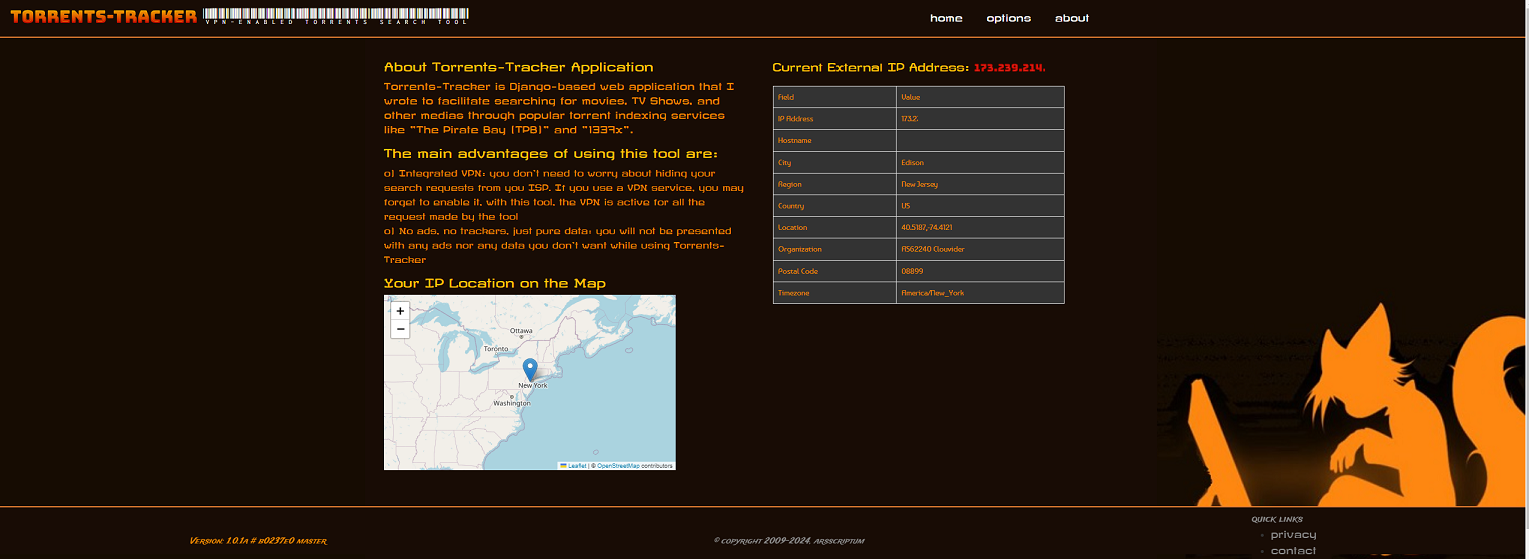 TORRENTS-TRACKER
VPN-ENABLED TORRENTS SEARCH TOOL
home options about
About Torrents-Tracker Application
Torrents-Tracker is Django-based web application that I
wrote to facilitate searching for movies, TV Shows, and
other medias through popular torrent indexing services
like "The Pirate Bay (TPB)" and "1337x".
The main advantages of using this tool are:
o) Integrated VPN: you don't need to worry about hiding your
search requests from you ISP. If you use a VPN service, you may
forget to enable it, with this tool, the VPN is active for all the
request made by the tool
o) No ads, no trackers, just pure data: you will not be presented
with any ads nor any data you don't want while using Torrents-
Tracker
Your IP Location on the Map
+
−
Ottawa
Toronto
New York
Washington
Leaflet | © OpenStreetMap contributors
Current External IP Address: 173.239.214.
Field Value
IP Address 173.2.
Hostname
City Edison
Region New Jersey
Country US
Location 40.5187,-74.4121
Organization AS62240 Clouvider
Postal Code 08899
Timezone America/New_York
Version: 1.0.1a # b0237e0 master
© copyright 2009-2024, arsscriptum
QUICK LINKS
privacy
contact